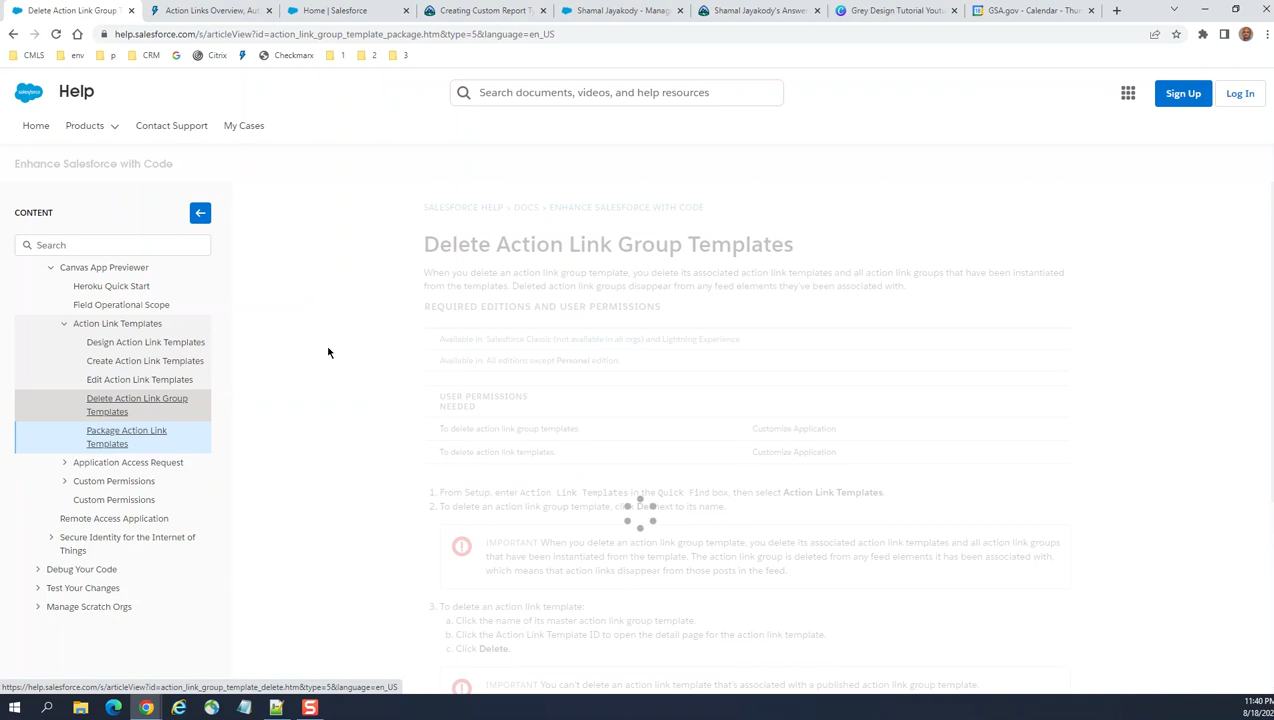 Delete Action Link Group T
Action Links Overview, Aut
Home | Salesforce
Creating Custom Report Ty
Shamal Jayakody - Manag
Shamal Jayakody's Answer
Grey Design Tutorial Youtu
GSA.gov - Calendar - Thur
help.salesforce.com/s/articleView?id=action_link_group_template_package.htm&type=5&language=en_US
CMLS
env
p
CRM
Citrix
Checkmarx
1
2
3
Help
Search documents, videos, and help resources
Sign Up
Log In
Home
Products
Contact Support
My Cases
Enhance Salesforce with Code
CONTENT
Search
Canvas App Previewer
Heroku Quick Start
Field Operational Scope
Action Link Templates
Design Action Link Templates
Create Action Link Templates
Edit Action Link Templates
Delete Action Link Group
Templates
Package Action Link
Templates
Application Access Request
Custom Permissions
Custom Permissions
Remote Access Application
Secure Identity for the Internet of
Things
Debug Your Code
Test Your Changes
Manage Scratch Orgs
SALESFORCE HELP > DOCS > ENHANCE SALESFORCE WITH CODE
Delete Action Link Group Templates
When you delete an action link group template, you delete its associated action link templates and all action link groups that have been instantiated
from the templates. Deleted action link groups disappear from any feed elements they've been associated with.
REQUIRED EDITIONS AND USER PERMISSIONS
Available in: Salesforce Classic (not available in all orgs) and Lightning Experience
Available in: All editions except Personal edition.
USER PERMISSIONS
NEEDED
To delete action link group templates: Customize Application
To delete action link templates: Customize Application
1. From Setup, enter Action Link Templates in the Quick Find box, then select Action Link Templates.
2. To delete an action link group template, click Del next to its name.
IMPORTANT When you delete an action link group template, you delete its associated action link templates and all action link groups
that have been instantiated from the template. The action link group is deleted from any feed elements it has been associated with,
which means that action links disappear from those posts in the feed.
3. To delete an action link template:
a. Click the name of its master action link group template.
b. Click the Action Link Template ID to open the detail page for the action link template.
c. Click Delete.
IMPORTANT You can't delete an action link template that's associated with a published action link group template.
https://help.salesforce.com/s/articleView?id=action_link_group_template_delete.htm&type=5&language=en_US
11:40 PM
8/18/202